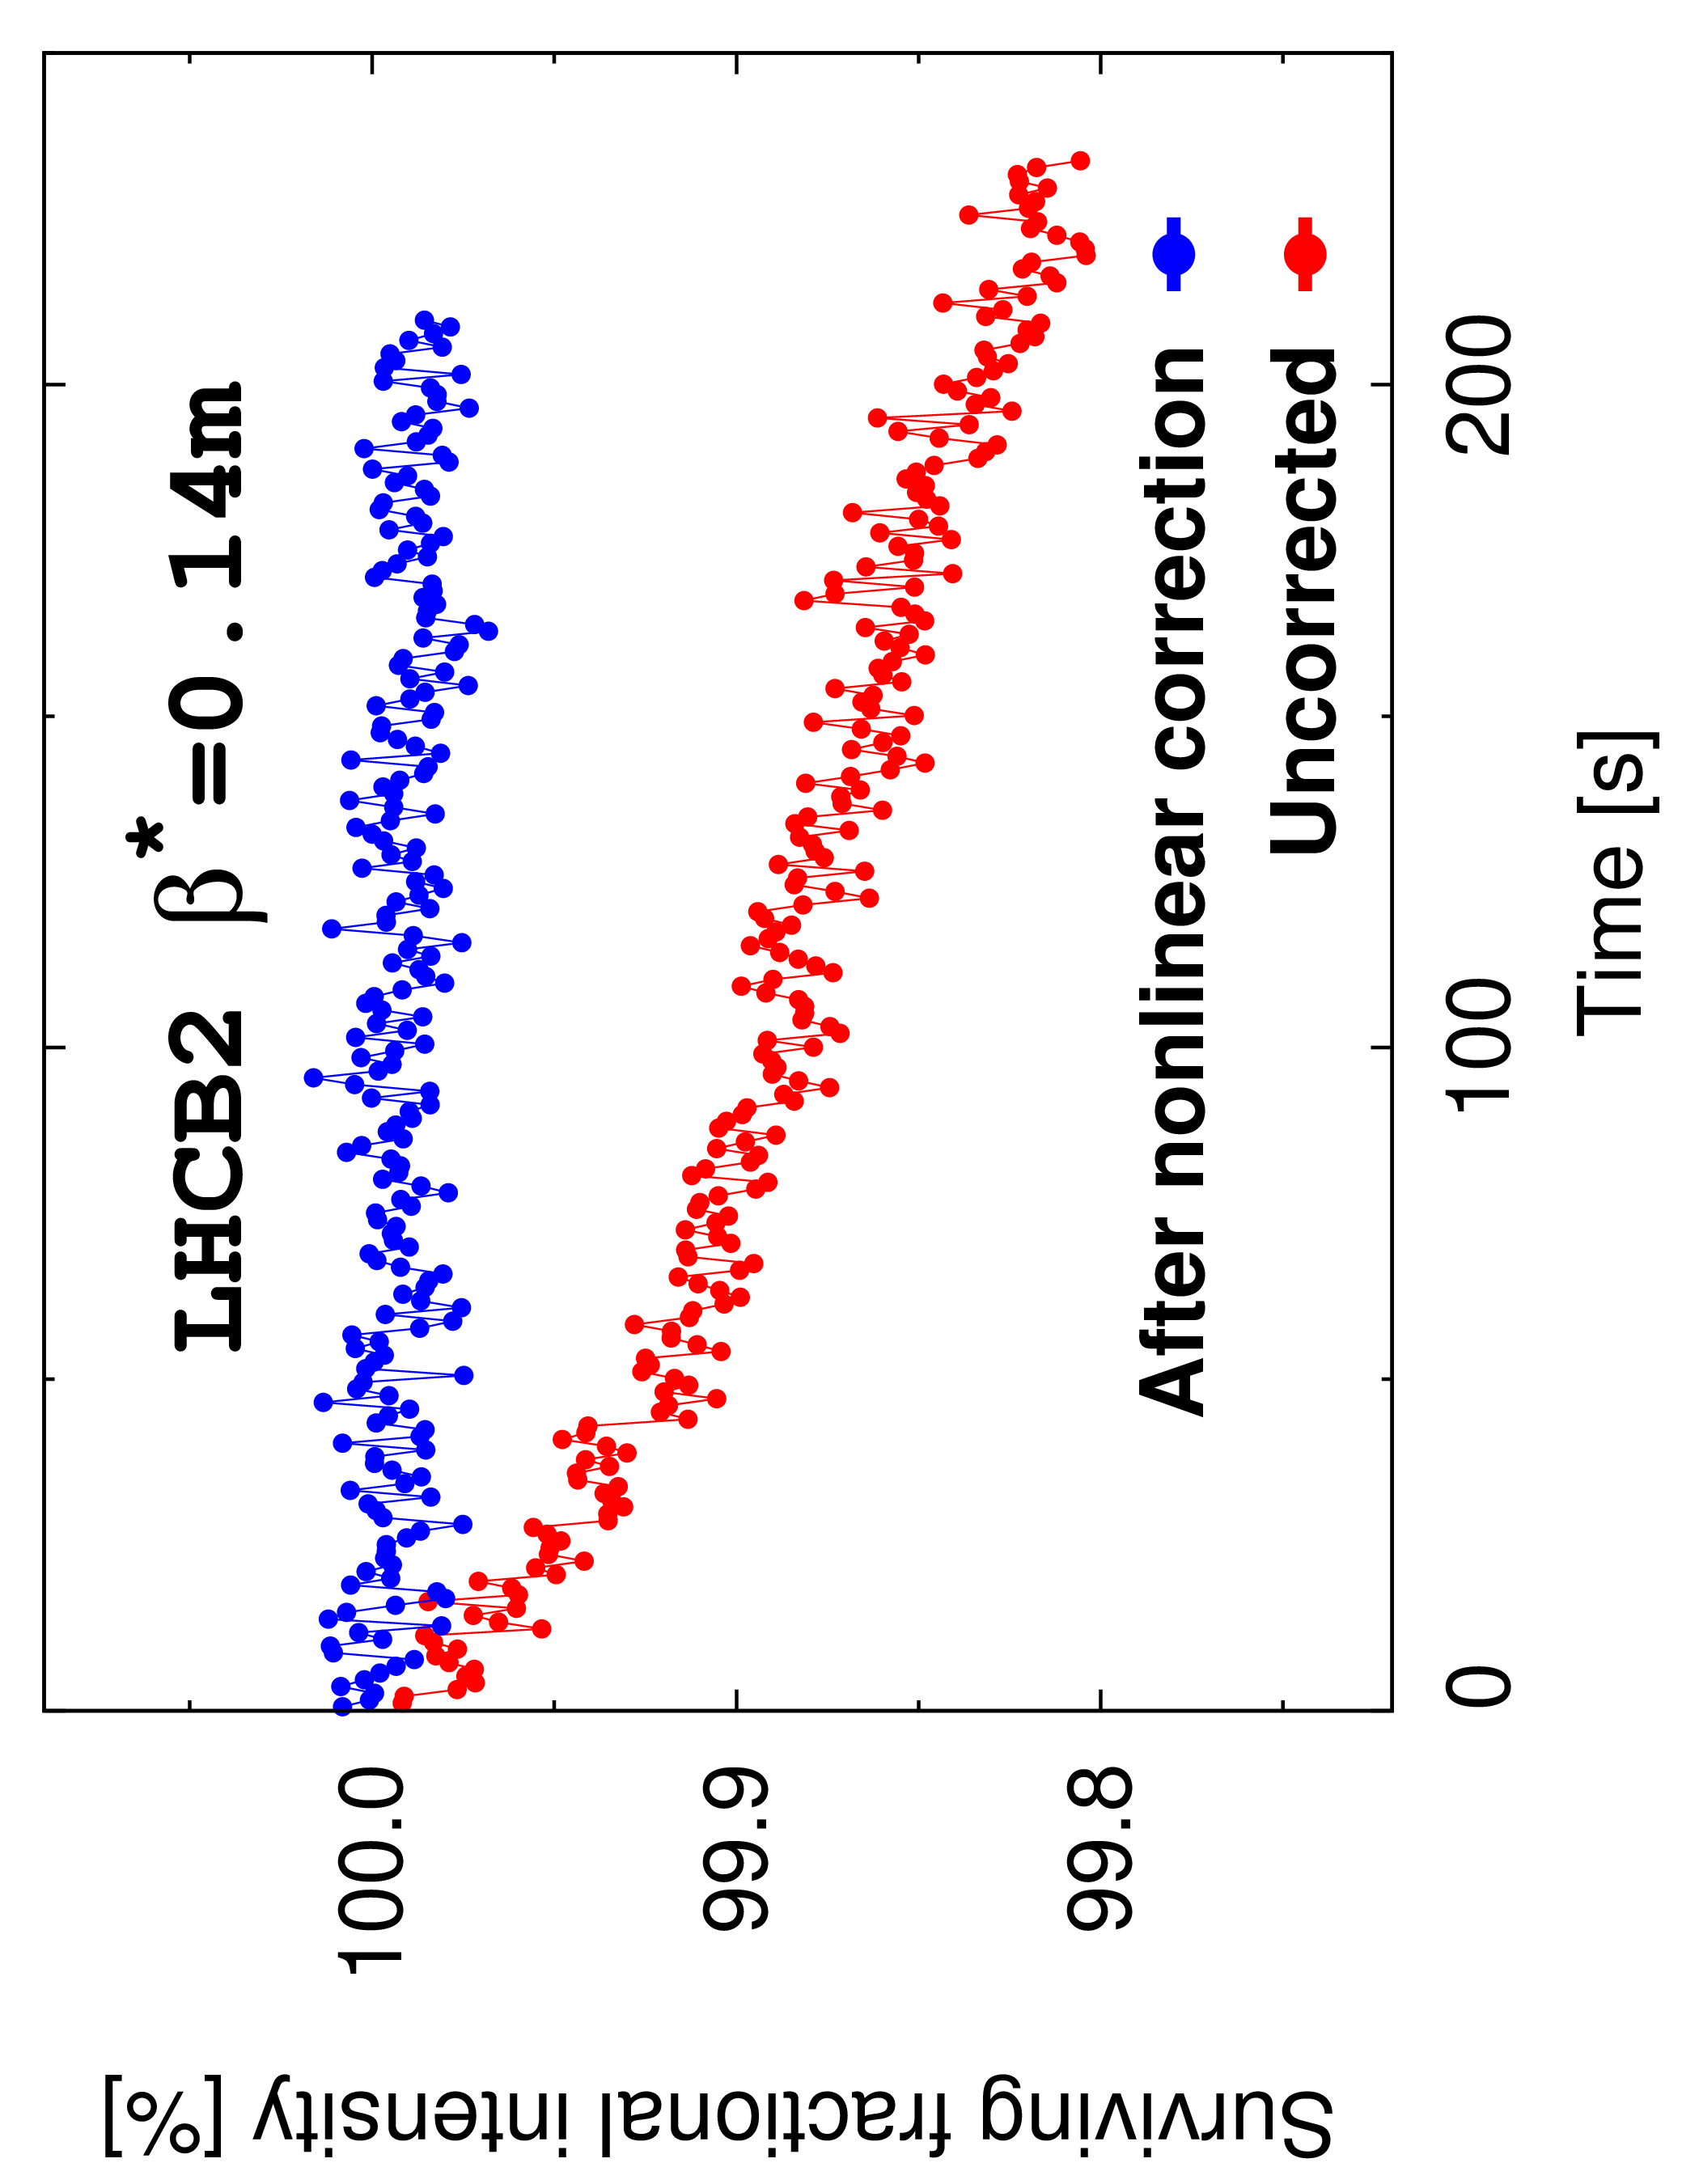 LHCB2 β*=0.14m
100.0
99.9
99.8
Surviving fractional intensity [%]
After nonlinear correction
Uncorrected
0
100
200
Time [s]